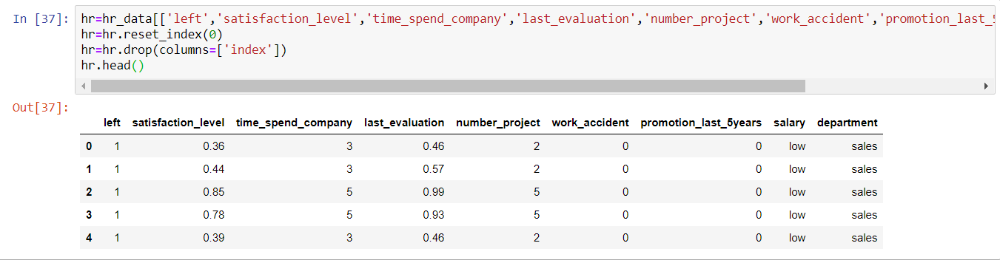 In [37]: hr=hr_data[['left','satisfaction_level','time_spend_company','last_evaluation','number_project','work_accident','promotion_last_5
hr=hr.reset_index(0)
hr=hr.drop(columns=['index'])
hr.head()
Out[37]:
left satisfaction_level time_spend_company last_evaluation number_project work_accident promotion_last_5years salary department
0 1 0.36 3 0.46 2 0 0 low sales
1 1 0.44 3 0.57 2 0 0 low sales
2 1 0.85 5 0.99 5 0 0 low sales
3 1 0.78 5 0.93 5 0 0 low sales
4 1 0.39 3 0.46 2 0 0 low sales